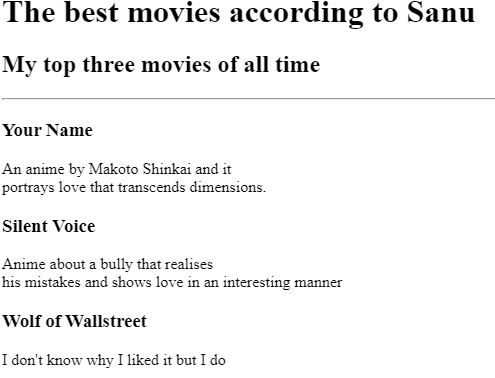 The best movies according to Sanu
My top three movies of all time
Your Name
An anime by Makoto Shinkai and it
portrays love that transcends dimensions.
Silent Voice
Anime about a bully that realises
his mistakes and shows love in an interesting manner
Wolf of Wallstreet
I don't know why I liked it but I do